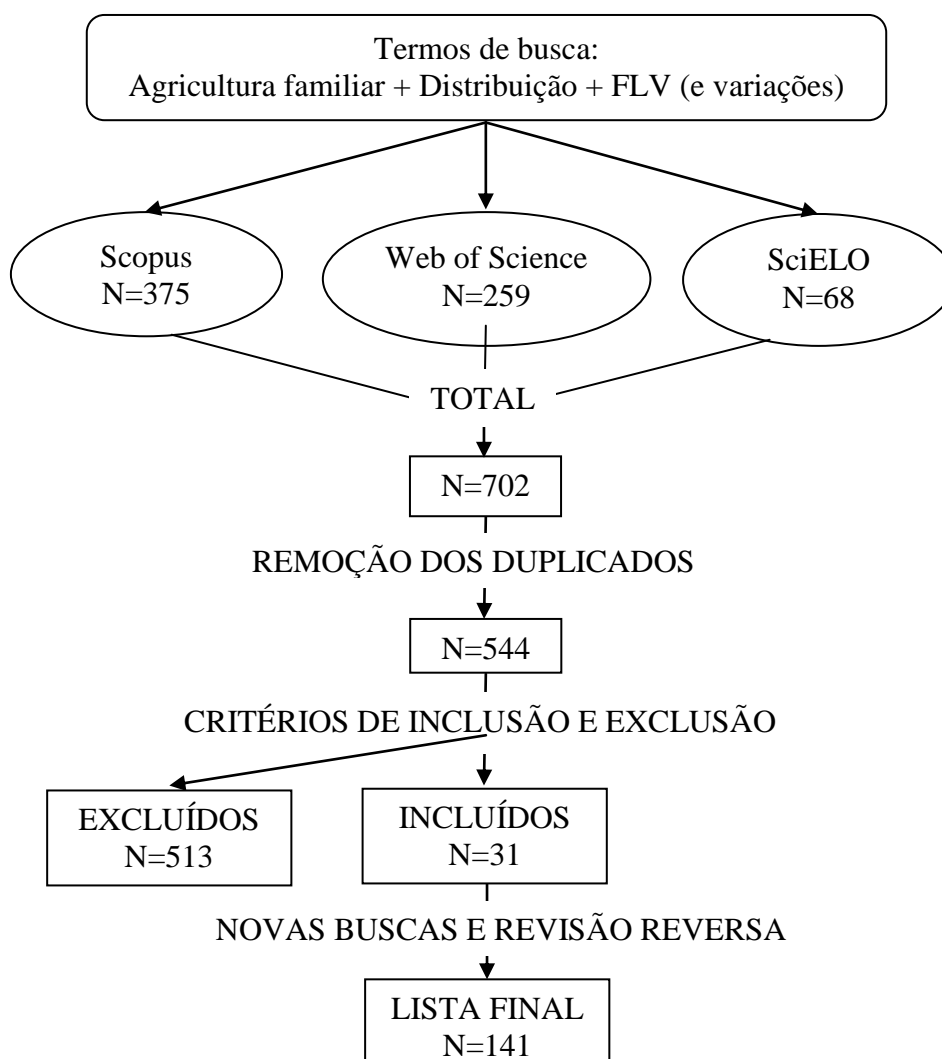 Termos de busca:
Agricultura familiar + Distribuição + FLV (e variações)
Scopus
N=375
Web of Science
N=259
SciELO
N=68
TOTAL
N=702
REMOÇÃO DOS DUPLICADOS
N=544
CRITÉRIOS DE INCLUSÃO E EXCLUSÃO
EXCLUÍDOS
N=513
INCLUÍDOS
N=31
NOVAS BUSCAS E REVISÃO REVERSA
LISTA FINAL
N=141